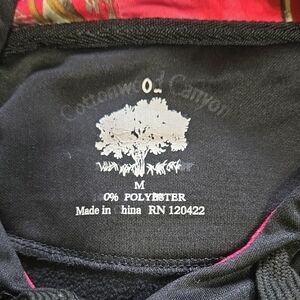 Cottonwood Canyon
M
0% POLYESTER
Made in hina RN 120422